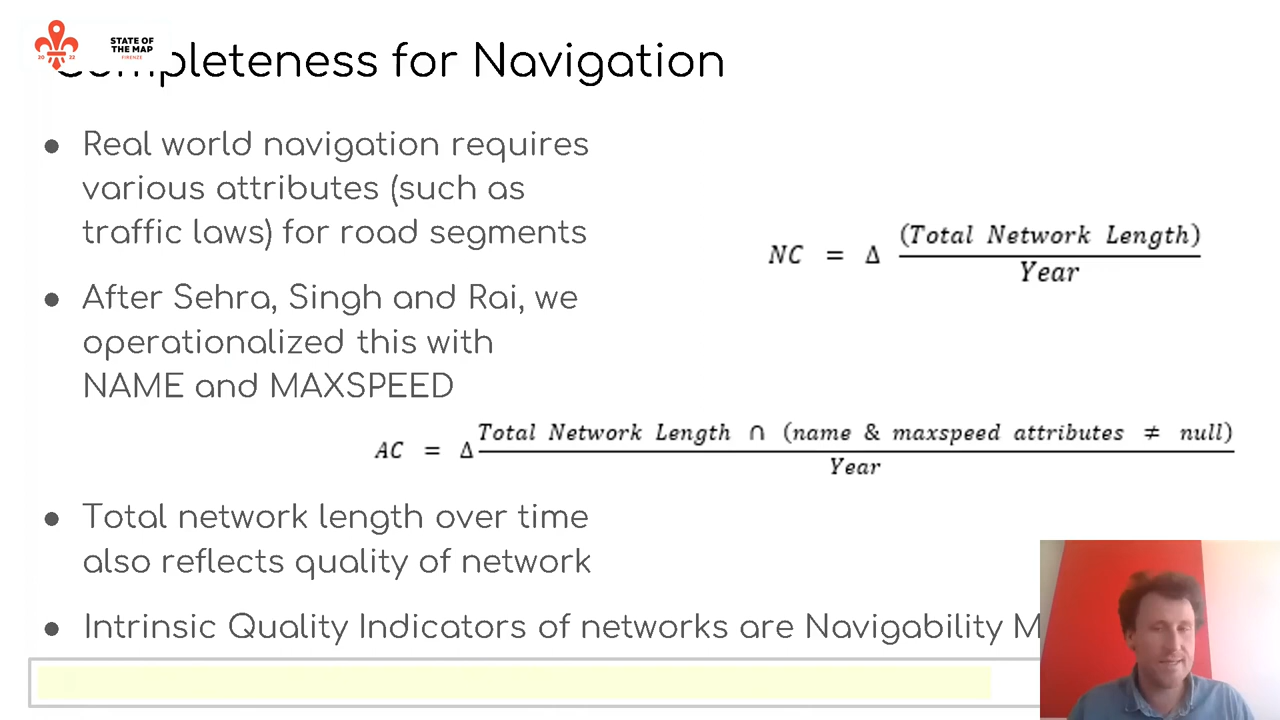 STATE OF
THE MAP
FIRENZE
2022
Completeness for Navigation
● Real world navigation requires
various attributes (such as
traffic laws) for road segments
● After Sehra, Singh and Rai, we
operationalized this with
NAME and MAXSPEED
NC = Δ (Total Network Length)
Year
AC = Δ Total Network Length ∩ (name & maxspeed attributes ≠ null)
Year
● Total network length over time
also reflects quality of network
● Intrinsic Quality Indicators of networks are Navigability M